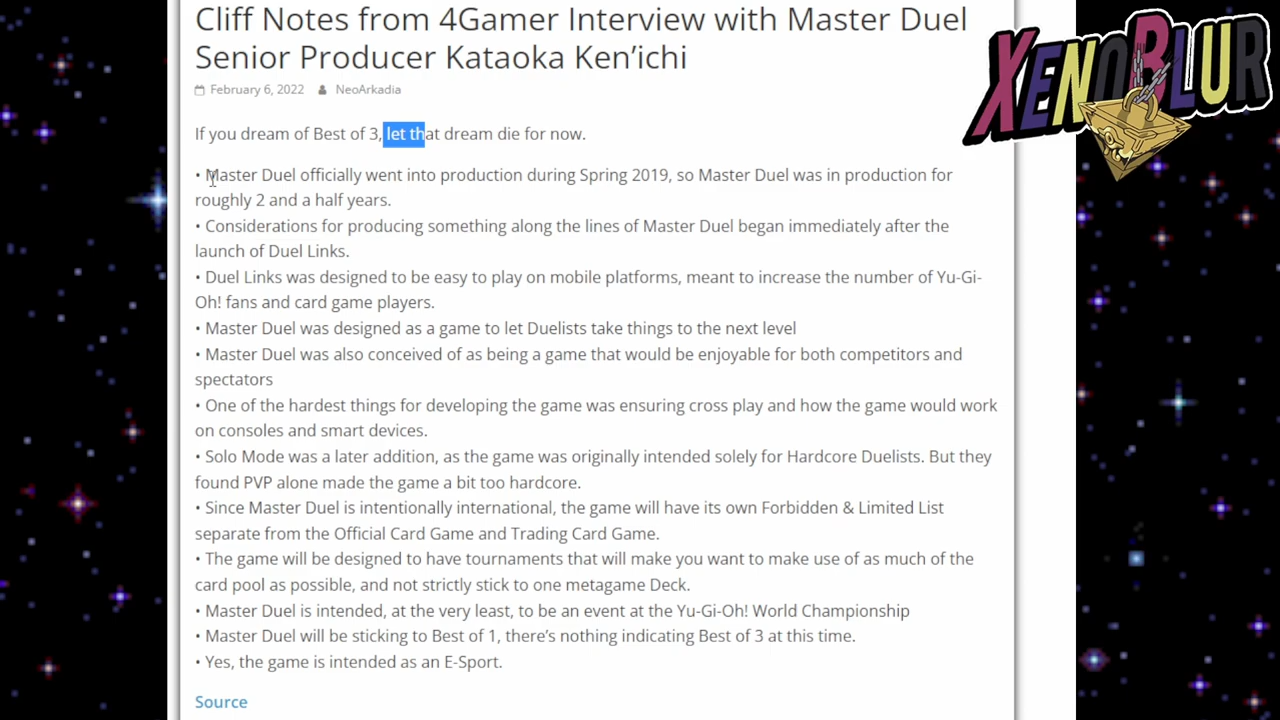 Cliff Notes from 4Gamer Interview with Master Duel
Senior Producer Kataoka Ken’ichi
February 6, 2022 NeoArkadia
XENOBLUR
If you dream of Best of 3, let that dream die for now.
• Master Duel officially went into production during Spring 2019, so Master Duel was in production for
roughly 2 and a half years.
• Considerations for producing something along the lines of Master Duel began immediately after the
launch of Duel Links.
• Duel Links was designed to be easy to play on mobile platforms, meant to increase the number of Yu-Gi-
Oh! fans and card game players.
• Master Duel was designed as a game to let Duelists take things to the next level
• Master Duel was also conceived of as being a game that would be enjoyable for both competitors and
spectators
• One of the hardest things for developing the game was ensuring cross play and how the game would work
on consoles and smart devices.
• Solo Mode was a later addition, as the game was originally intended solely for Hardcore Duelists. But they
found PVP alone made the game a bit too hardcore.
• Since Master Duel is intentionally international, the game will have its own Forbidden & Limited List
separate from the Official Card Game and Trading Card Game.
• The game will be designed to have tournaments that will make you want to make use of as much of the
card pool as possible, and not strictly stick to one metagame Deck.
• Master Duel is intended, at the very least, to be an event at the Yu-Gi-Oh! World Championship
• Master Duel will be sticking to Best of 1, there’s nothing indicating Best of 3 at this time.
• Yes, the game is intended as an E-Sport.
Source